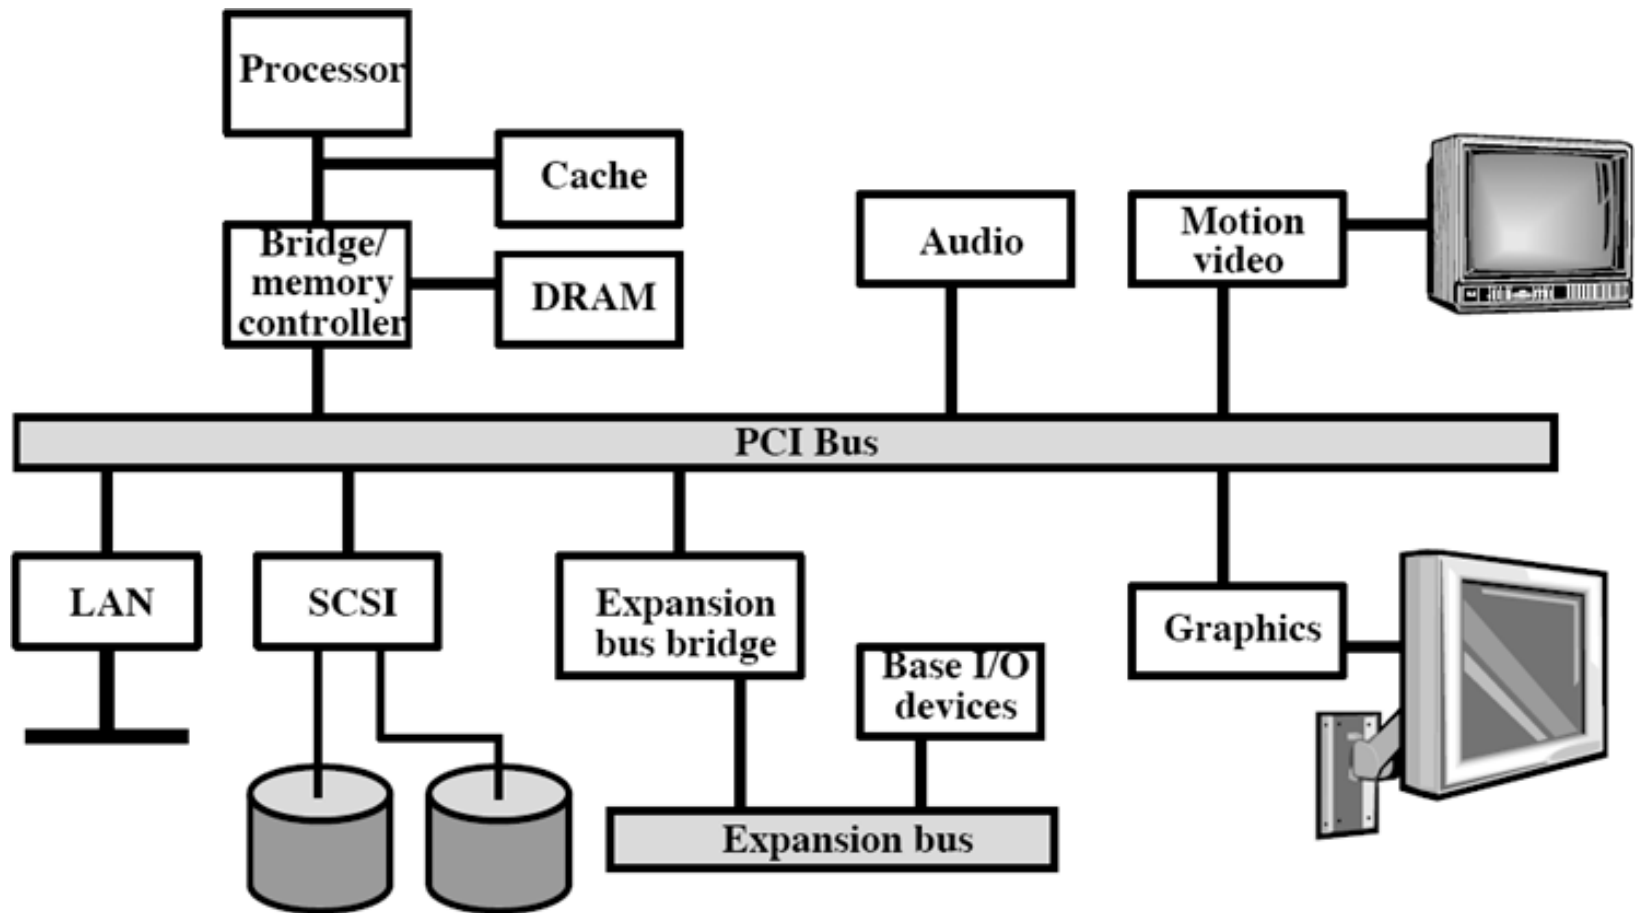 Processor
Cache
Bridge/
memory
controller
DRAM
Audio
Motion
video
PCI Bus
LAN
SCSI
Expansion
bus bridge
Base I/O
devices
Graphics
Expansion bus